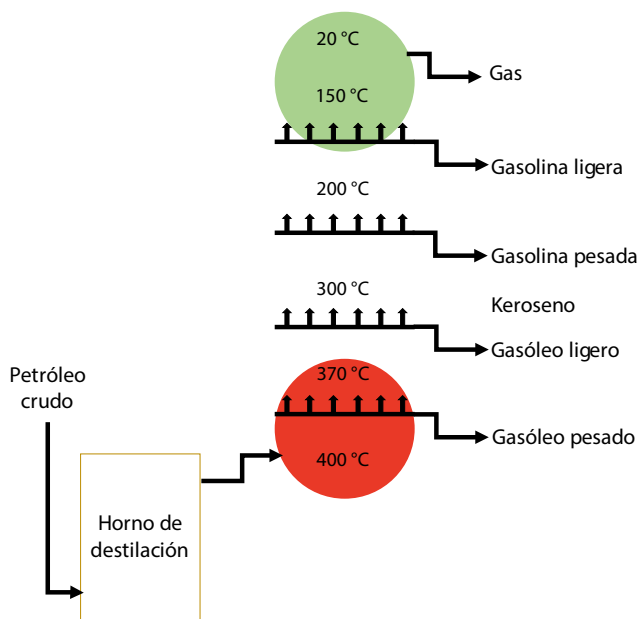 20 °C
Gas
150 °C
Gasolina ligera
200 °C
Gasolina pesada
300 °C
Keroseno
Gasóleo ligero
370 °C
Petróleo
crudo
Gasóleo pesado
400 °C
Horno de
destilación